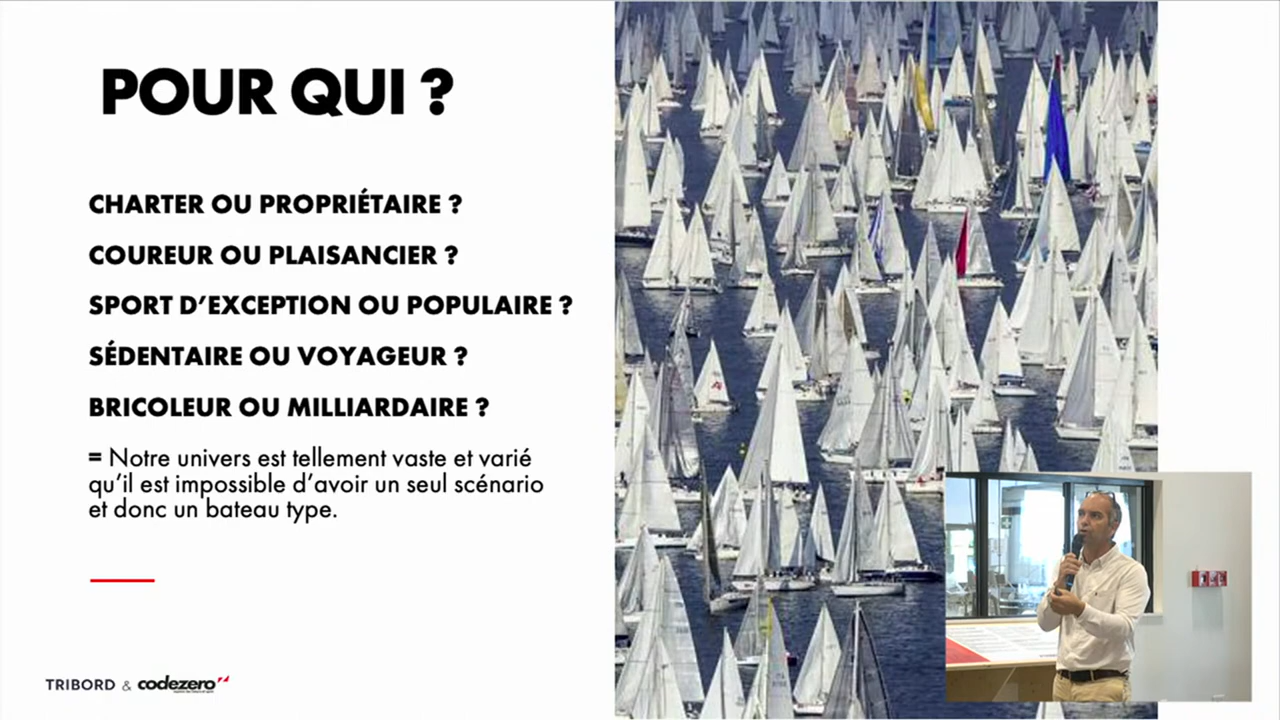 POUR QUI ?
CHARTER OU PROPRIÉTAIRE ?
COUREUR OU PLAISANCIER ?
SPORT D'EXCEPTION OU POPULAIRE ?
SÉDENTAIRE OU VOYAGEUR ?
BRICOLEUR OU MILLIARDAIRE ?
= Notre univers est tellement vaste et varié
qu'il est impossible d'avoir un seul scénario
et donc un bateau type.
TRIBORD & codezero